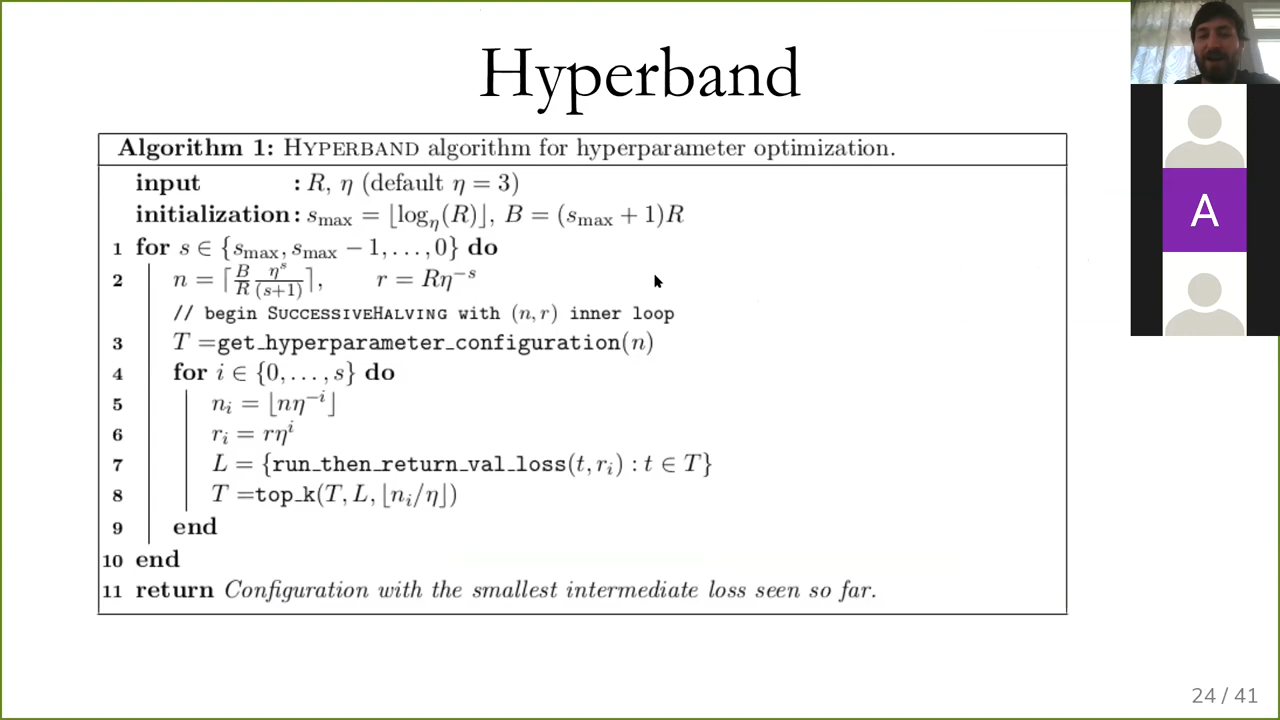 Hyperband
Algorithm 1: HYPERBAND algorithm for hyperparameter optimization.
input : R, η (default η = 3)
initialization: s_max = ⌊log_η(R)⌋, B = (s_max + 1)R
1 for s ∈ {s_max, s_max − 1, . . . , 0} do
2 n = ⌈B/R η^s/(s+1)⌉, r = Rη^−s
// begin SUCCESSIVEHALVING with (n, r) inner loop
3 T =get_hyperparameter_configuration(n)
4 for i ∈ {0, . . . , s} do
5 n_i = ⌊nη^−i⌋
6 r_i = rη^i
7 L = {run_then_return_val_loss(t, r_i) : t ∈ T}
8 T =top_k(T, L, ⌊n_i/η⌋)
9 end
10 end
11 return Configuration with the smallest intermediate loss seen so far.
A
24 / 41